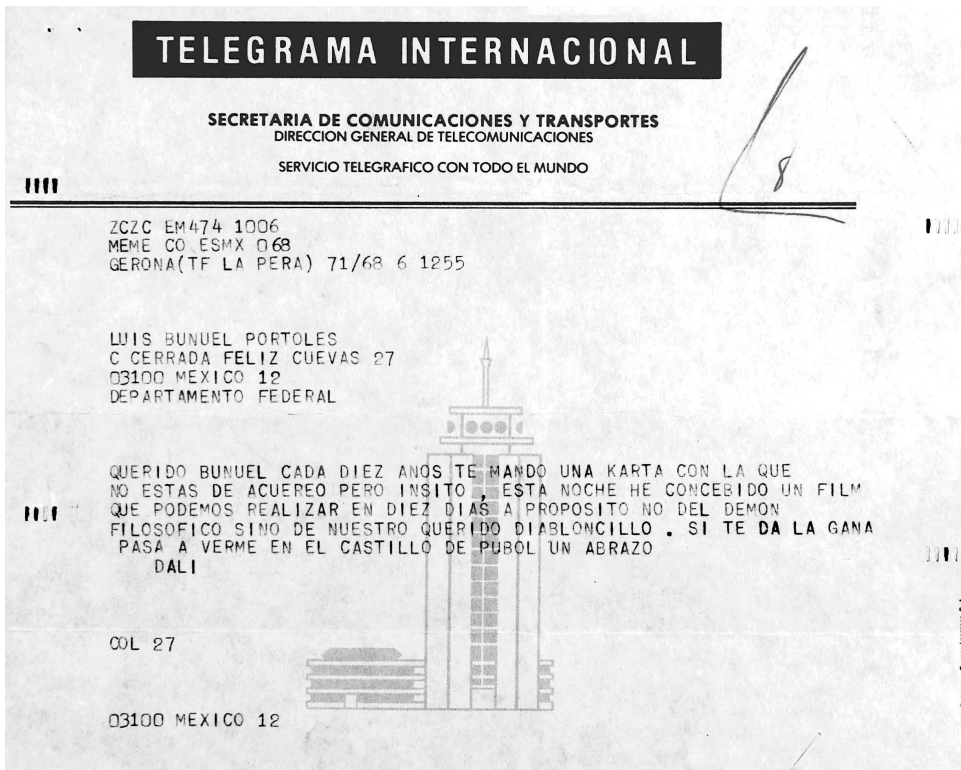 TELEGRAMA INTERNACIONAL
SECRETARIA DE COMUNICACIONES Y TRANSPORTES
DIRECCION GENERAL DE TELECOMUNICACIONES
SERVICIO TELEGRAFICO CON TODO EL MUNDO
8
ZCZC EM474 1006
MEME CO ESMX 068
GERONA(TF LA PERA) 71/68 6 1255
LUIS BUNUEL PORTOLES
C CERRADA FELIZ CUEVAS 27
03100 MEXICO 12
DEPARTAMENTO FEDERAL
QUERIDO BUNUEL CADA DIEZ ANOS TE MANDO UNA KARTA CON LA QUE
NO ESTAS DE ACUEREO PERO INSITO , ESTA NOCHE HE CONCEBIDO UN FILM
QUE PODEMOS REALIZAR EN DIEZ DIAS A PROPOSITO NO DEL DEMON
FILOSOFICO SINO DE NUESTRO QUERIDO DIABLONCILLO . SI TE DA LA GANA
PASA A VERME EN EL CASTILLO DE PUBOL UN ABRAZO
DALI
COL 27
03100 MEXICO 12